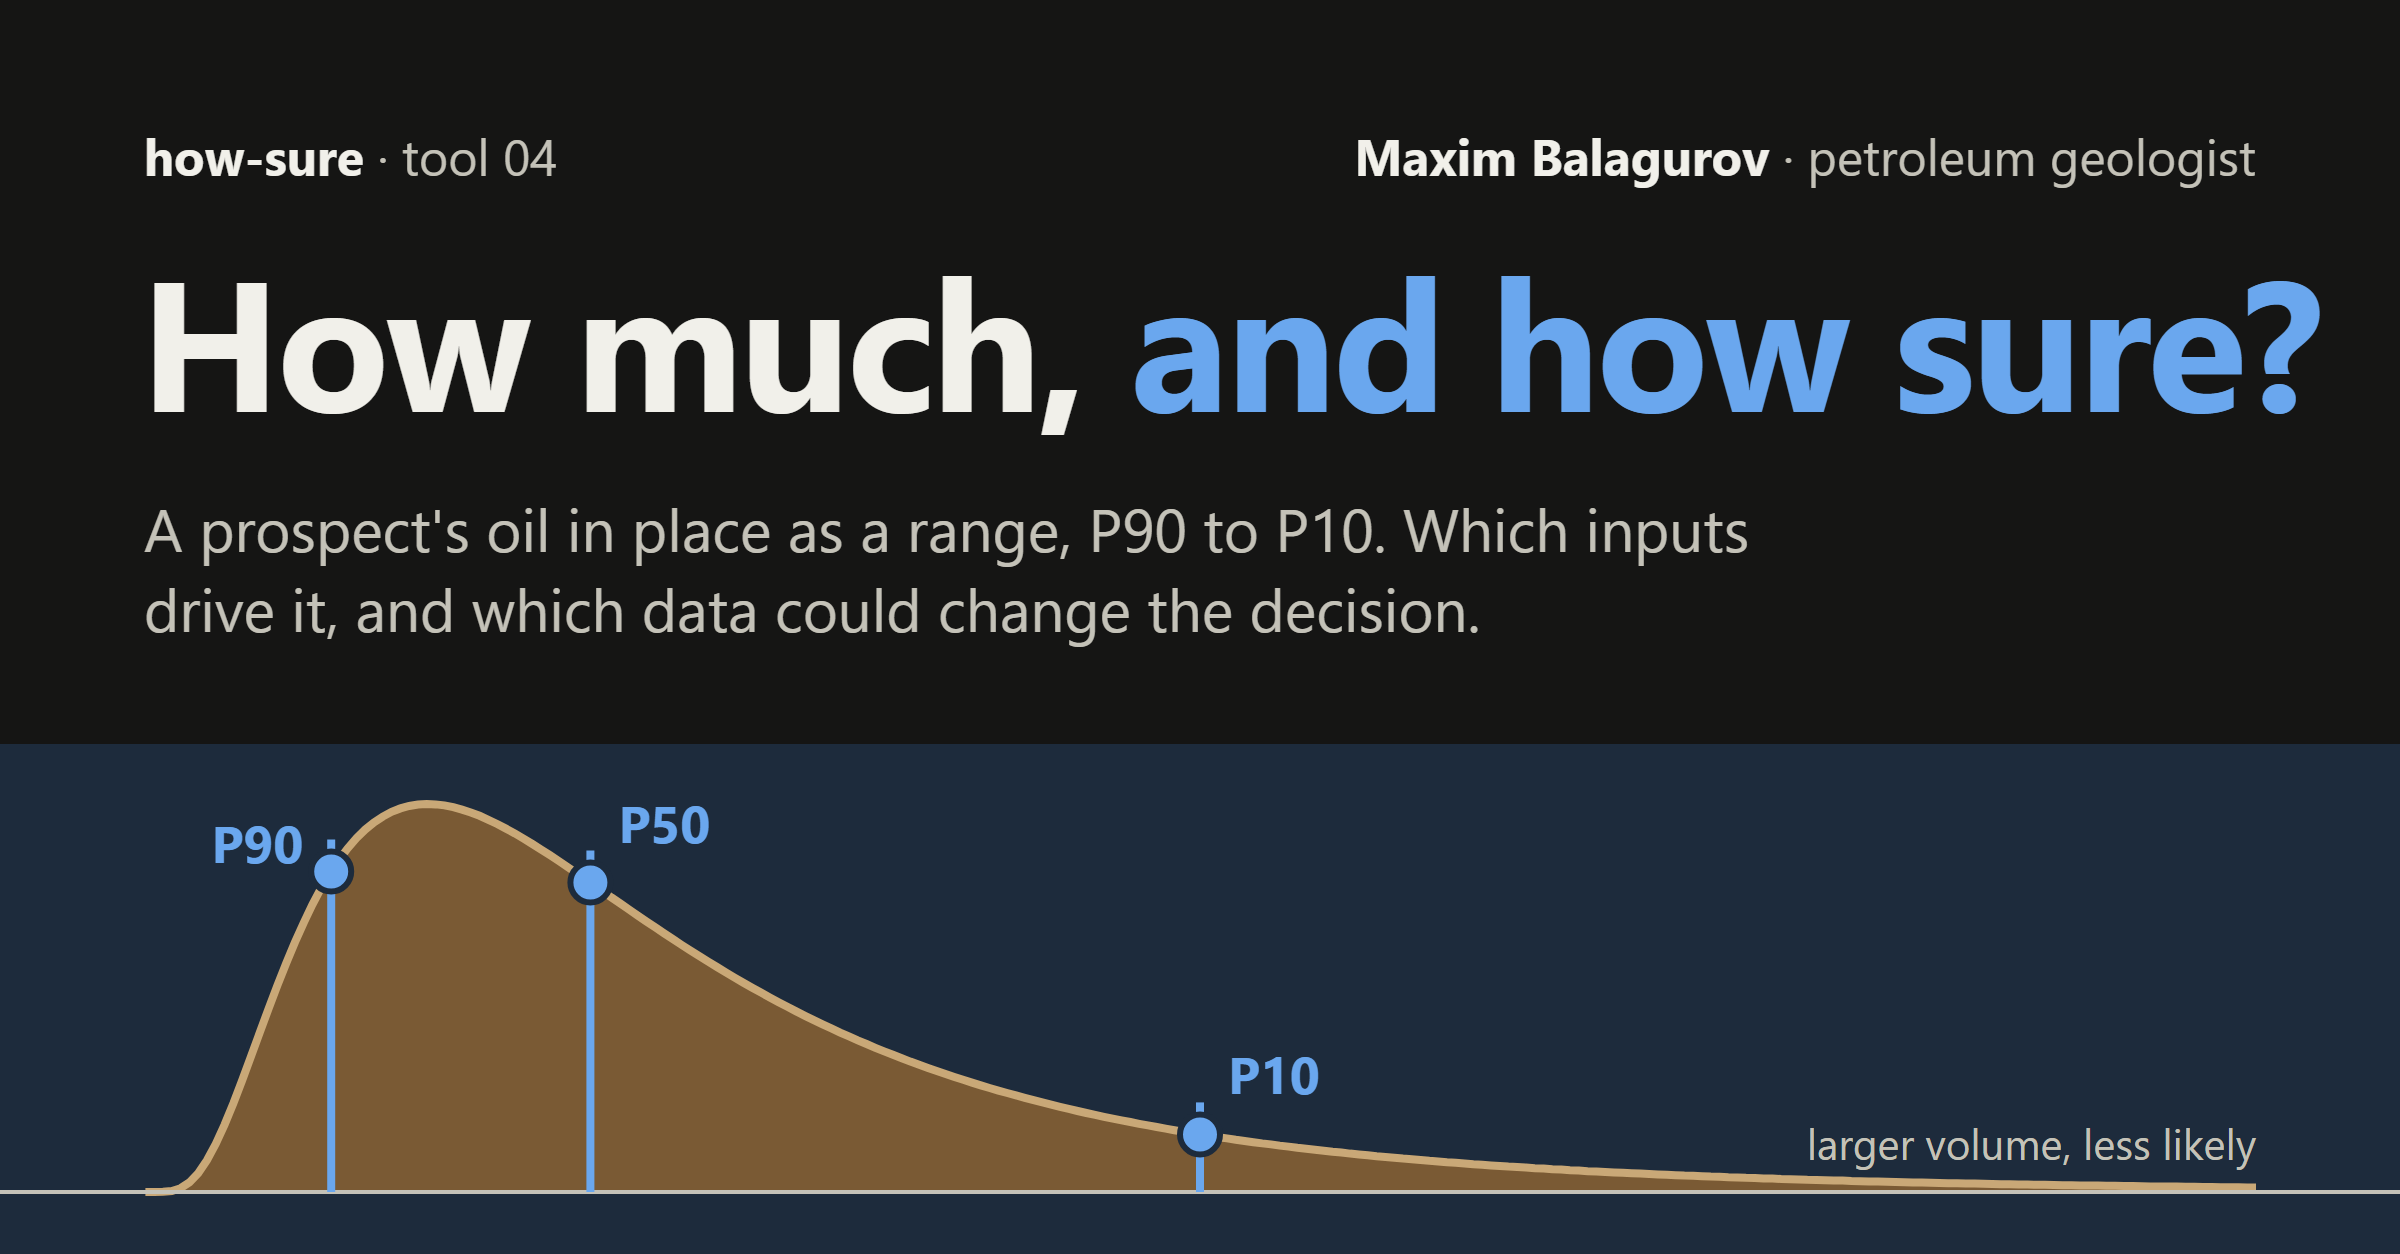 how-sure · tool 04
Maxim Balagurov · petroleum geologist
How much, and how sure?
A prospect's oil in place as a range, P90 to P10. Which inputs
drive it, and which data could change the decision.
P90
P50
P10
larger volume, less likely